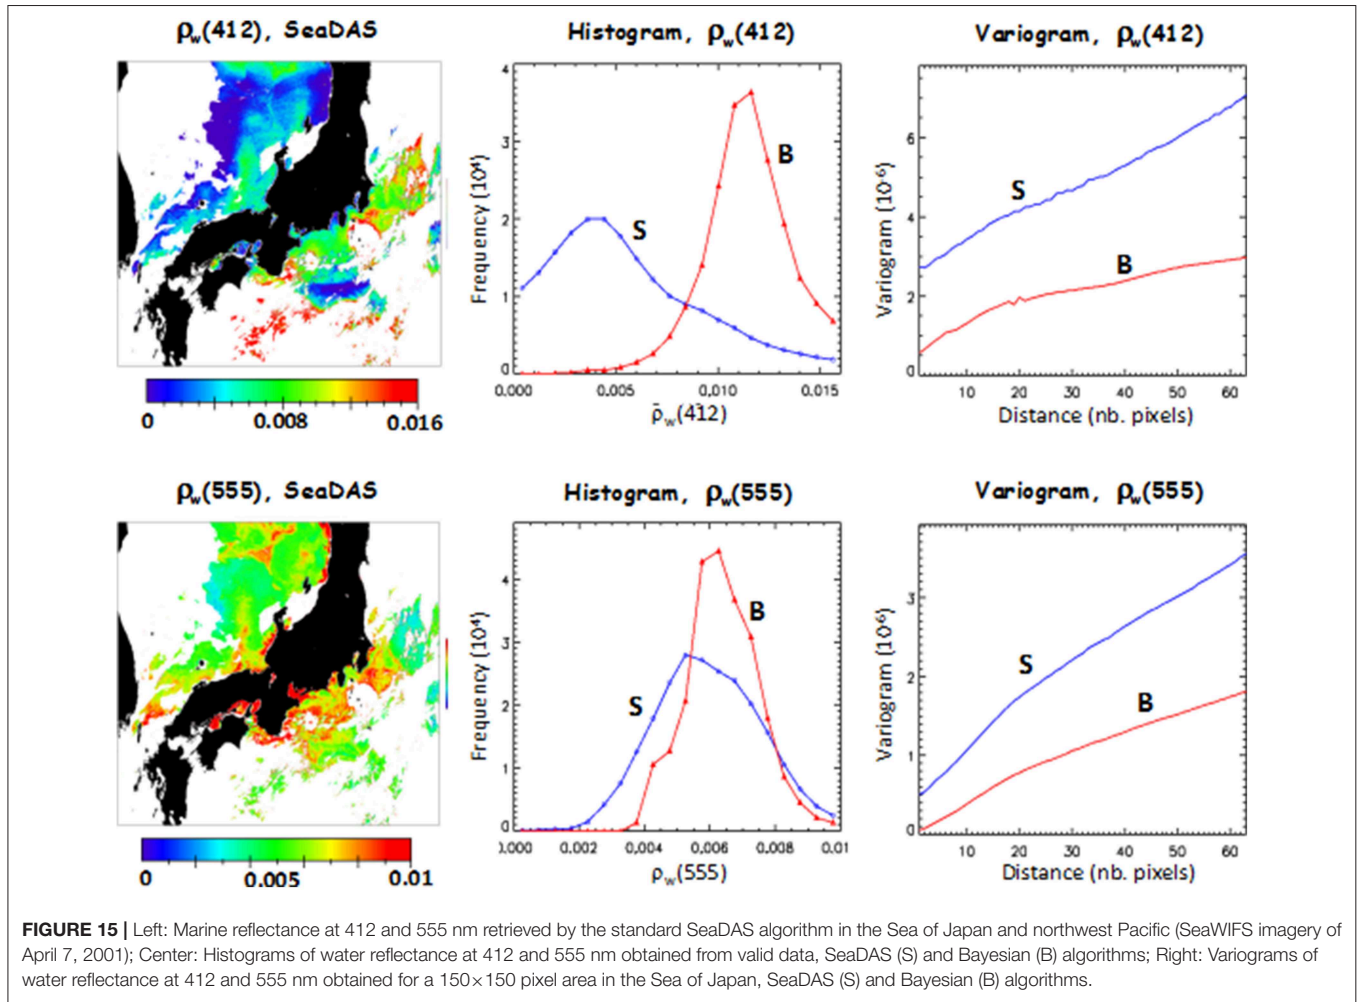 ρw(412), SeaDAS
Histogram, ρw(412)
Variogram, ρw(412)
0
0.008
0.016
Frequency (10⁴)
4
3
2
1
0
S
B
0.000
0.005
0.010
0.015
ρ̄w(412)
Variogram (10⁻⁶)
6
4
2
0
S
B
10
20
30
40
50
60
Distance (nb. pixels)
ρw(555), SeaDAS
Histogram, ρw(555)
Variogram, ρw(555)
0
0.005
0.01
Frequency (10⁴)
4
3
2
1
0
S
B
0.000
0.002
0.004
0.006
0.008
0.01
ρw(555)
Variogram (10⁻⁶)
3
2
1
0
S
B
10
20
30
40
50
60
Distance (nb. pixels)
FIGURE 15 | Left: Marine reflectance at 412 and 555 nm retrieved by the standard SeaDAS algorithm in the Sea of Japan and northwest Pacific (SeaWIFS imagery of
April 7, 2001); Center: Histograms of water reflectance at 412 and 555 nm obtained from valid data, SeaDAS (S) and Bayesian (B) algorithms; Right: Variograms of
water reflectance at 412 and 555 nm obtained for a 150×150 pixel area in the Sea of Japan, SeaDAS (S) and Bayesian (B) algorithms.